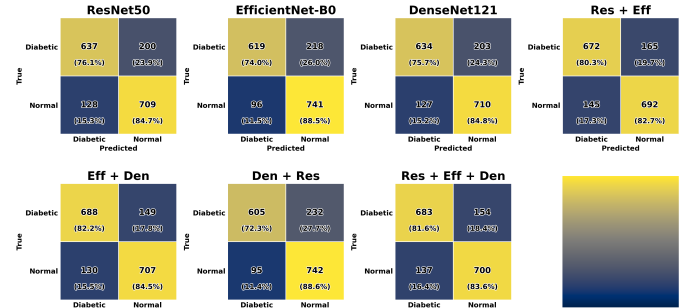 ResNet50
EfficientNet-B0
DenseNet121
Res + Eff
True
Diabetic
637
(76.1%)
200
(23.9%)
Normal
128
(15.3%)
709
(84.7%)
Diabetic
Normal
Predicted
True
Diabetic
619
(74.0%)
218
(26.0%)
Normal
96
(11.5%)
741
(88.5%)
Diabetic
Normal
Predicted
True
Diabetic
634
(75.7%)
203
(24.3%)
Normal
127
(15.2%)
710
(84.8%)
Diabetic
Normal
Predicted
True
Diabetic
672
(80.3%)
165
(19.7%)
Normal
145
(17.3%)
692
(82.7%)
Diabetic
Normal
Predicted
Eff + Den
Den + Res
Res + Eff + Den
True
Diabetic
688
(82.2%)
149
(17.8%)
Normal
130
(15.5%)
707
(84.5%)
Diabetic
Normal
True
Diabetic
605
(72.3%)
232
(27.7%)
Normal
95
(11.4%)
742
(88.6%)
Diabetic
Normal
True
Diabetic
683
(81.6%)
154
(18.4%)
Normal
137
(16.4%)
700
(83.6%)
Diabetic
Normal